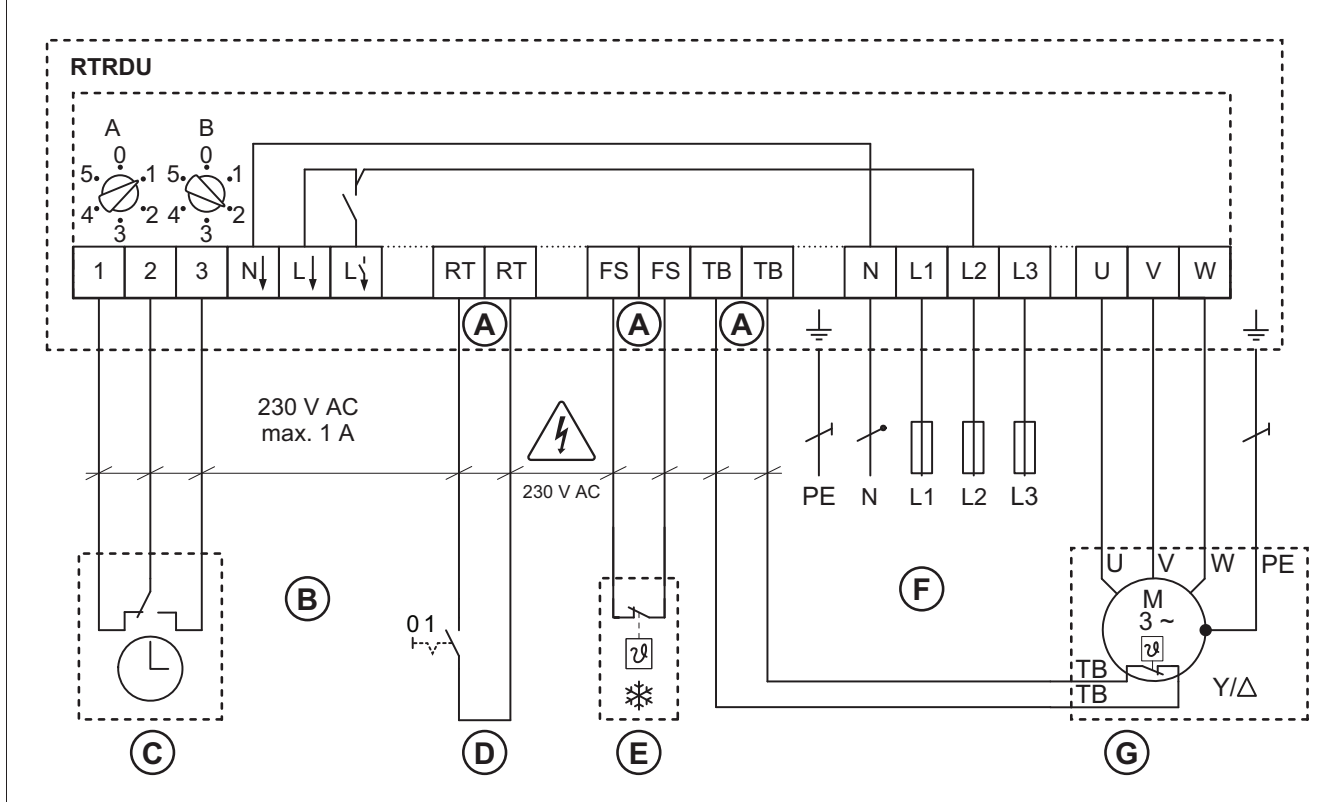 RTRDU
A B
0 0
5 1 5 1
4 2 4 2
3 3
1 2 3 N L L RT RT FS FS TB TB N L1 L2 L3 U V W
A A A
230 V AC
max. 1 A
230 V AC
PE N L1 L2 L3
U V W PE
B F
M
3 ~
0 1
ϑ ϑ
TB
TB
Y/△
C D E G